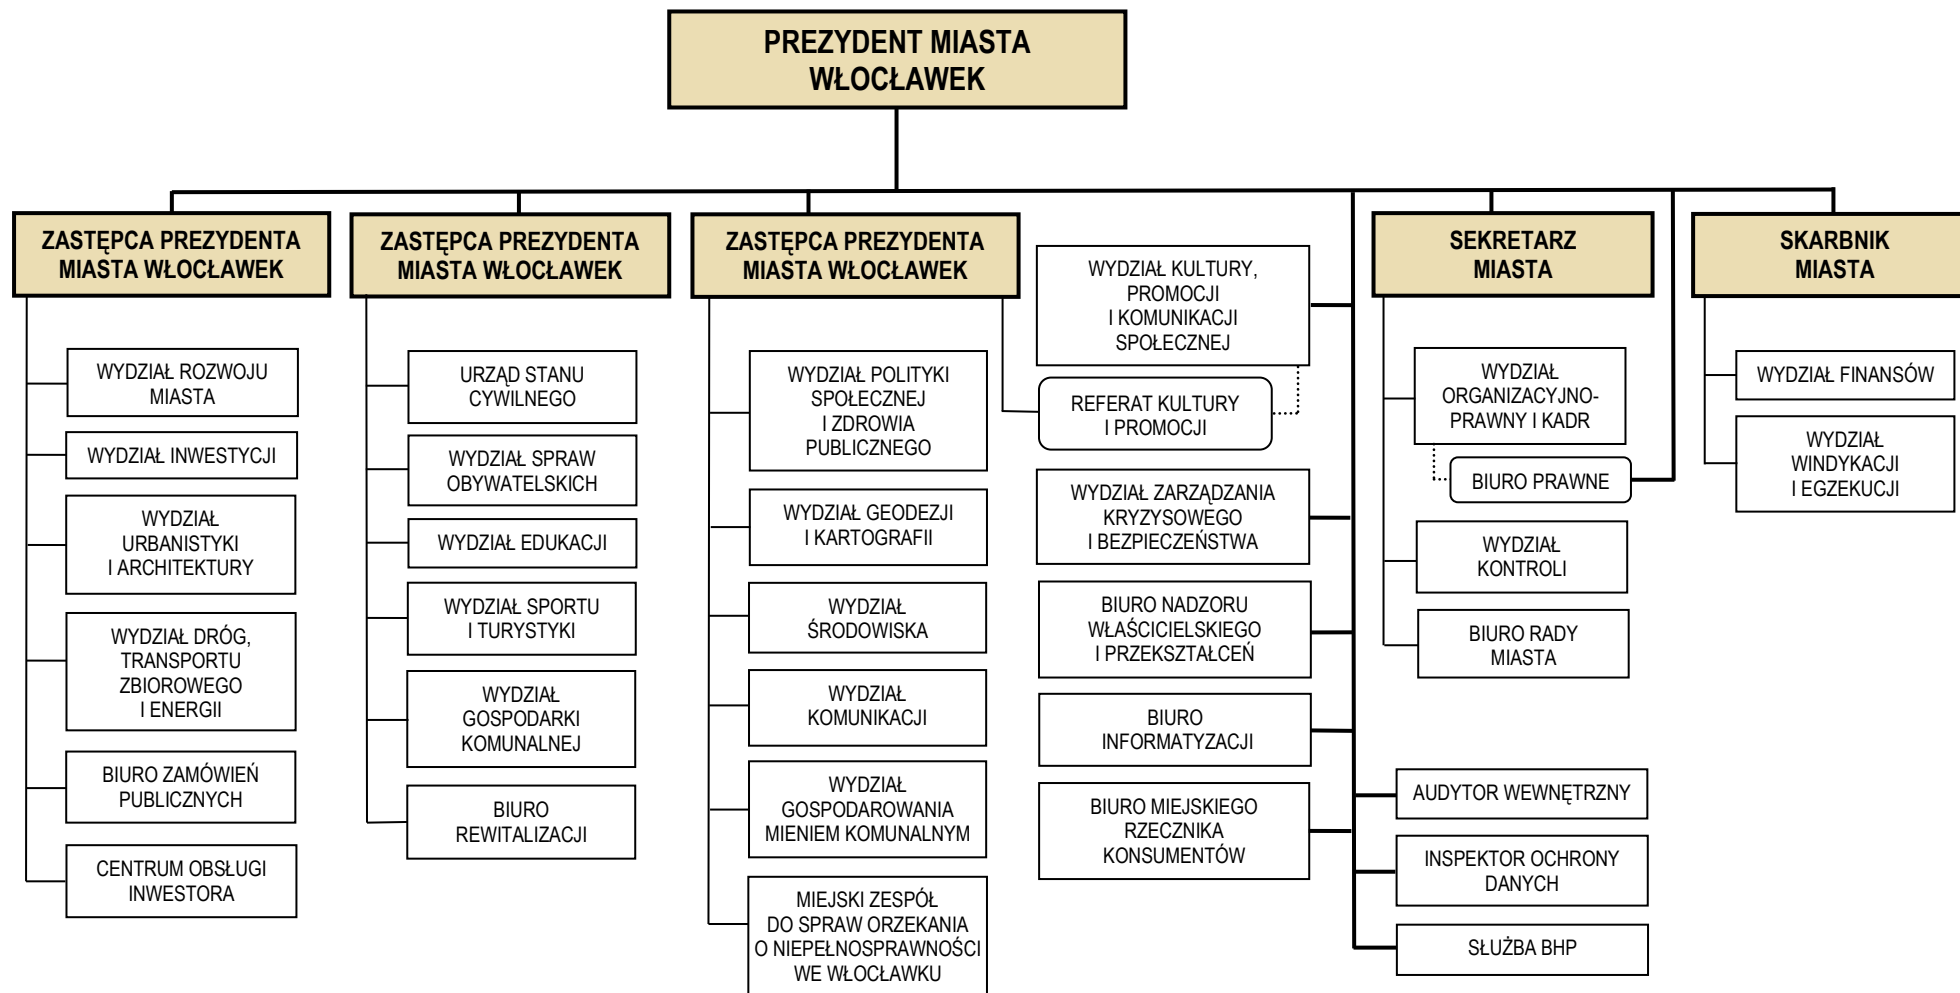 PREZYDENT MIASTA
WŁOCŁAWEK
ZASTĘPCA PREZYDENTA
MIASTA WŁOCŁAWEK
WYDZIAŁ ROZWOJU
MIASTA
WYDZIAŁ INWESTYCJI
WYDZIAŁ
URBANISTYKI
I ARCHITEKTURY
WYDZIAŁ DRÓG,
TRANSPORTU
ZBIOROWEGO
I ENERGII
BIURO ZAMÓWIEŃ
PUBLICZNYCH
CENTRUM OBSŁUGI
INWESTORA
ZASTĘPCA PREZYDENTA
MIASTA WŁOCŁAWEK
URZĄD STANU
CYWILNEGO
WYDZIAŁ SPRAW
OBYWATELSKICH
WYDZIAŁ EDUKACJI
WYDZIAŁ SPORTU
I TURYSTYKI
WYDZIAŁ
GOSPODARKI
KOMUNALNEJ
BIURO
REWITALIZACJI
ZASTĘPCA PREZYDENTA
MIASTA WŁOCŁAWEK
WYDZIAŁ POLITYKI
SPOŁECZNEJ
I ZDROWIA
PUBLICZNEGO
WYDZIAŁ GEODEZJI
I KARTOGRAFII
WYDZIAŁ
ŚRODOWISKA
WYDZIAŁ
KOMUNIKACJI
WYDZIAŁ
GOSPODAROWANIA
MIENIEM KOMUNALNYM
MIEJSKI ZESPÓŁ
DO SPRAW ORZEKANIA
O NIEPEŁNOSPRAWNOŚCI
WE WŁOCŁAWKU
WYDZIAŁ KULTURY,
PROMOCJI
I KOMUNIKACJI
SPOŁECZNEJ
REFERAT KULTURY
I PROMOCJI
WYDZIAŁ ZARZĄDZANIA
KRYZYSOWEGO
I BEZPIECZEŃSTWA
BIURO NADZORU
WŁAŚCICIELSKIEGO
I PRZEKSZTAŁCEŃ
BIURO
INFORMATYZACJI
BIURO MIEJSKIEGO
RZECZNIKA
KONSUMENTÓW
SEKRETARZ
MIASTA
WYDZIAŁ
ORGANIZACYJNO-
PRAWNY I KADR
BIURO PRAWNE
WYDZIAŁ
KONTROLI
BIURO RADY
MIASTA
AUDYTOR WEWNĘTRZNY
INSPEKTOR OCHRONY
DANYCH
SŁUŻBA BHP
SKARBNIK
MIASTA
WYDZIAŁ FINANSÓW
WYDZIAŁ
WINDYKACJI
I EGZEKUCJI